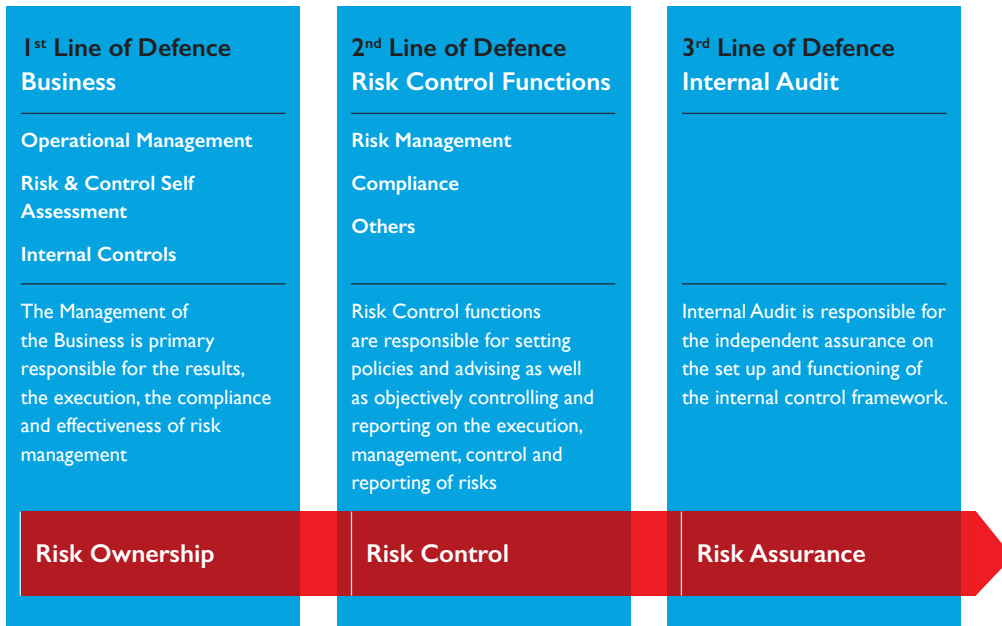 1st Line of Defence
Business
Operational Management
Risk & Control Self
Assessment
Internal Controls
The Management of
the Business is primary
responsible for the results,
the execution, the compliance
and effectiveness of risk
management
Risk Ownership
2nd Line of Defence
Risk Control Functions
Risk Management
Compliance
Others
Risk Control functions
are responsible for setting
policies and advising as well
as objectively controlling and
reporting on the execution,
management, control and
reporting of risks
Risk Control
3rd Line of Defence
Internal Audit
Internal Audit is responsible for
the independent assurance on
the set up and functioning of
the internal control framework.
Risk Assurance